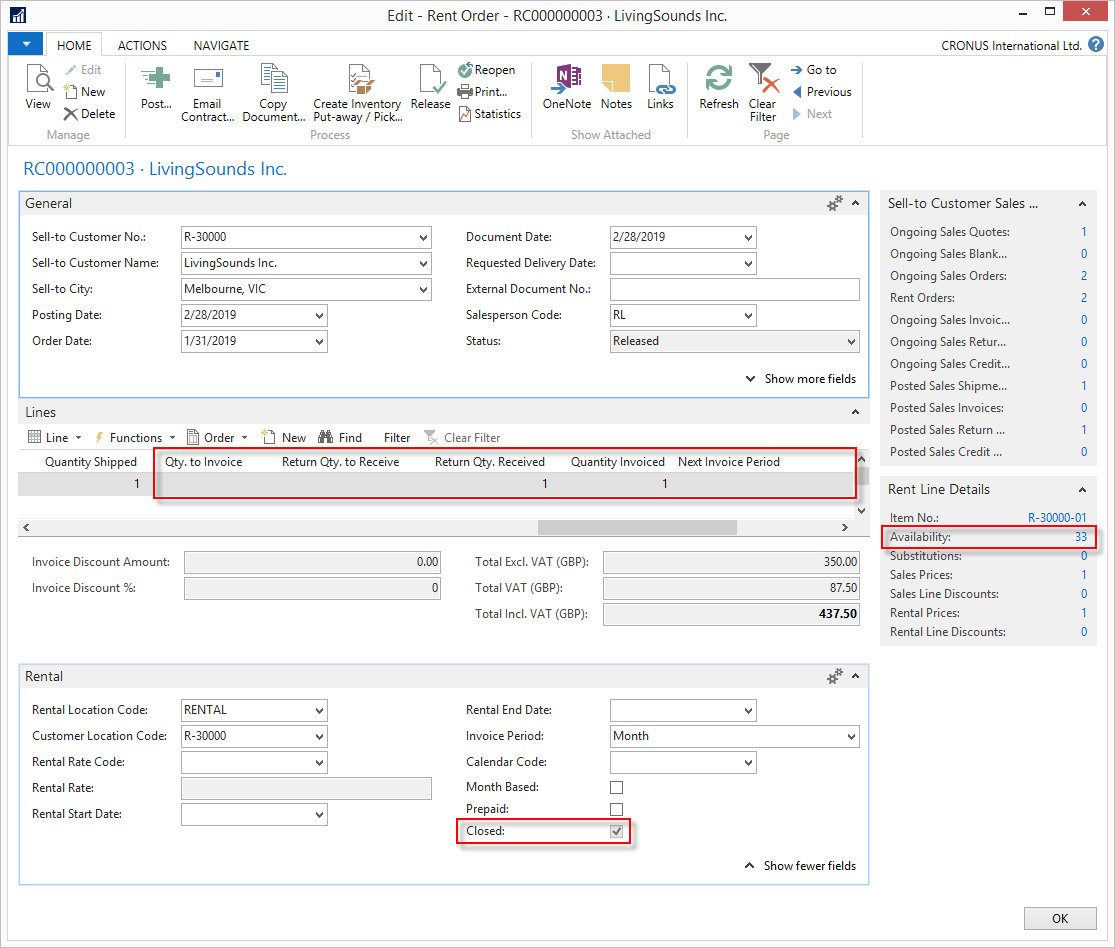 Edit - Rent Order - RC000000003 · LivingSounds Inc.
HOME ACTIONS NAVIGATE CRONUS International Ltd. ?
View
Edit
New
Delete
Manage
Post...
Email Contract...
Copy Document...
Create Inventory Put-away / Pick...
Release
Reopen
Print...
Statistics
Process
OneNote
Notes
Links
Show Attached
Refresh
Clear Filter
Go to
Previous
Next
Page
RC000000003 · LivingSounds Inc.
General
Sell-to Customer No.: R-30000
Sell-to Customer Name: LivingSounds Inc.
Sell-to City: Melbourne, VIC
Posting Date: 2/28/2019
Order Date: 1/31/2019
Document Date: 2/28/2019
Requested Delivery Date:
External Document No.:
Salesperson Code: RL
Status: Released
Show more fields
Lines
Line Functions Order New Find Filter Clear Filter
Quantity Shipped Qty. to Invoice Return Qty. to Receive Return Qty. Received Quantity Invoiced Next Invoice Period
1 1 1
Invoice Discount Amount: 0.00
Invoice Discount %: 0
Total Excl. VAT (GBP): 350.00
Total VAT (GBP): 87.50
Total Incl. VAT (GBP): 437.50
Rental
Rental Location Code: RENTAL
Customer Location Code: R-30000
Rental Rate Code:
Rental Rate:
Rental Start Date:
Rental End Date:
Invoice Period: Month
Calendar Code:
Month Based:
Prepaid:
Closed:
Show fewer fields
Sell-to Customer Sales ...
Ongoing Sales Quotes: 1
Ongoing Sales Blank... 0
Ongoing Sales Orders: 2
Rent Orders: 2
Ongoing Sales Invoic... 0
Ongoing Sales Retur... 0
Ongoing Sales Credit... 0
Posted Sales Shipme... 1
Posted Sales Invoices: 0
Posted Sales Return ... 1
Posted Sales Credit ... 0
Rent Line Details
Item No.: R-30000-01
Availability: 33
Substitutions: 0
Sales Prices: 1
Sales Line Discounts: 0
Rental Prices: 1
Rental Line Discounts: 0
OK